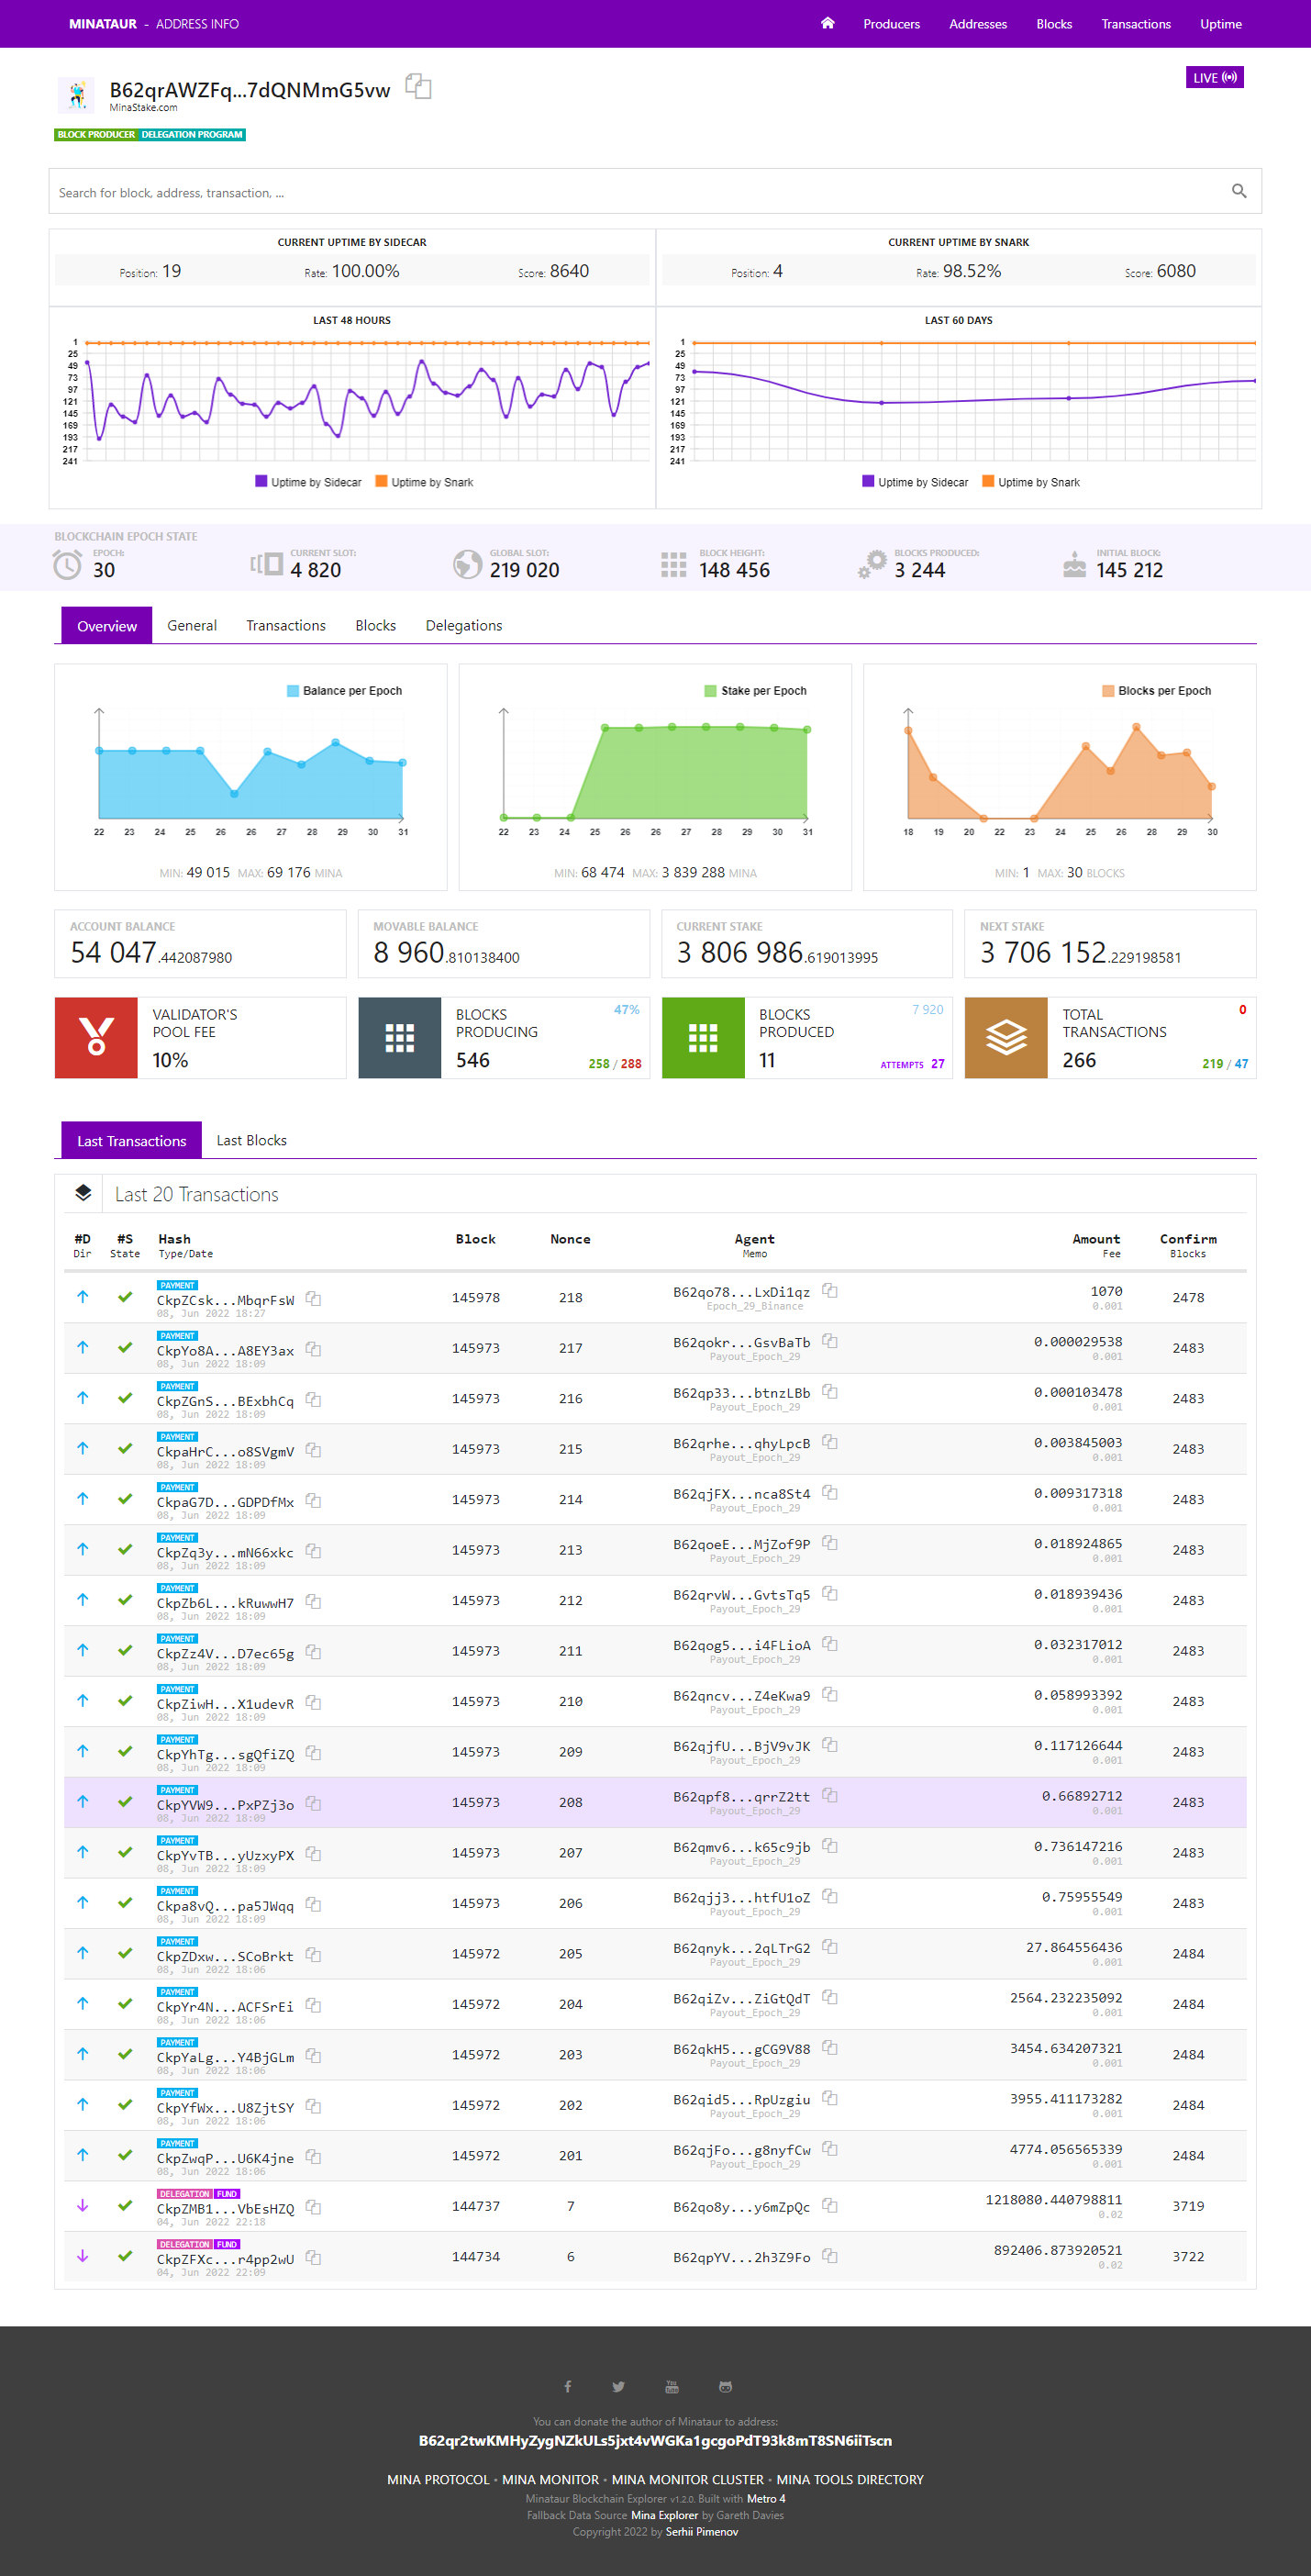 MINATAUR - ADDRESS INFO
Producers Addresses Blocks Transactions Uptime
B62qrAWZFq...7dQNMmG5vw
MinaStake.com
LIVE
BLOCK PRODUCER DELEGATION PROGRAM
Search for block, address, transaction, ...
CURRENT UPTIME BY SIDECAR
Position: 19 Rate: 100.00% Score: 8640
CURRENT UPTIME BY SNARK
Position: 4 Rate: 98.52% Score: 6080
LAST 48 HOURS
1
25
49
73
97
121
145
169
193
217
241
Uptime by Sidecar Uptime by Snark
LAST 60 DAYS
1
25
49
73
97
121
145
169
193
217
241
Uptime by Sidecar Uptime by Snark
BLOCKCHAIN EPOCH STATE
EPOCH:
30
CURRENT SLOT:
4 820
GLOBAL SLOT:
219 020
BLOCK HEIGHT:
148 456
BLOCKS PRODUCED:
3 244
INITIAL BLOCK:
145 212
Overview General Transactions Blocks Delegations
Balance per Epoch
22 23 24 25 26 26 27 28 29 30 31
MIN: 49 015 MAX: 69 176 MINA
Stake per Epoch
22 23 24 25 26 26 27 28 29 30 31
MIN: 68 474 MAX: 3 839 288 MINA
Blocks per Epoch
18 19 20 22 23 24 25 26 28 29 30
MIN: 1 MAX: 30 BLOCKS
ACCOUNT BALANCE
54 047.442087980
MOVABLE BALANCE
8 960.810138400
CURRENT STAKE
3 806 986.619013995
NEXT STAKE
3 706 152.229198581
VALIDATOR'S
POOL FEE
10%
BLOCKS 47%
PRODUCING
546 258 / 288
BLOCKS 7 920
PRODUCED
11 ATTEMPTS 27
TOTAL 0
TRANSACTIONS
266 219 / 47
Last Transactions Last Blocks
Last 20 Transactions
#D #S Hash Block Nonce Agent Amount Confirm
Dir State Type/Date Memo Fee Blocks
PAYMENT
CkpZCsk...MbqrFsW 145978 218 B62qo78...LxDi1qz 1070 2478
08, Jun 2022 18:27 Epoch_29_Binance 0.001
PAYMENT
CkpYo8A...A8EY3ax 145973 217 B62qokr...GsvBaTb 0.000029538 2483
08, Jun 2022 18:09 Payout_Epoch_29 0.001
PAYMENT
CkpZGnS...BExbhCq 145973 216 B62qp33...btnzLBb 0.000103478 2483
08, Jun 2022 18:09 Payout_Epoch_29 0.001
PAYMENT
CkpaHrC...o8SVgmV 145973 215 B62qrhe...qhyLpcB 0.003845003 2483
08, Jun 2022 18:09 Payout_Epoch_29 0.001
PAYMENT
CkpaG7D...GDPDfMx 145973 214 B62qjFX...nca8St4 0.009317318 2483
08, Jun 2022 18:09 Payout_Epoch_29 0.001
PAYMENT
CkpZq3y...mN66xkc 145973 213 B62qoeE...MjZof9P 0.018924865 2483
08, Jun 2022 18:09 Payout_Epoch_29 0.001
PAYMENT
CkpZb6L...kRuwwH7 145973 212 B62qrvW...GvtsTq5 0.018939436 2483
08, Jun 2022 18:09 Payout_Epoch_29 0.001
PAYMENT
CkpZz4V...D7ec65g 145973 211 B62qog5...i4FLioA 0.032317012 2483
08, Jun 2022 18:09 Payout_Epoch_29 0.001
PAYMENT
CkpZiwH...X1udevR 145973 210 B62qncv...Z4eKwa9 0.058993392 2483
08, Jun 2022 18:09 Payout_Epoch_29 0.001
PAYMENT
CkpYhTg...sgQfiZQ 145973 209 B62qjfU...BjV9vJK 0.117126644 2483
08, Jun 2022 18:09 Payout_Epoch_29 0.001
PAYMENT
CkpYVW9...PxPZj3o 145973 208 B62qpf8...qrrZ2tt 0.66892712 2483
08, Jun 2022 18:09 Payout_Epoch_29 0.001
PAYMENT
CkpYvTB...yUzxyPX 145973 207 B62qmv6...k65c9jb 0.736147216 2483
08, Jun 2022 18:09 Payout_Epoch_29 0.001
PAYMENT
Ckpa8vQ...pa5JWqq 145973 206 B62qjj3...htfU1oZ 0.75955549 2483
08, Jun 2022 18:09 Payout_Epoch_29 0.001
PAYMENT
CkpZDxw...SCoBrkt 145972 205 B62qnyk...2qLTrG2 27.864556436 2484
08, Jun 2022 18:06 Payout_Epoch_29 0.001
PAYMENT
CkpYr4N...ACFSrEi 145972 204 B62qiZv...ZiGtQdT 2564.232235092 2484
08, Jun 2022 18:06 Payout_Epoch_29 0.001
PAYMENT
CkpYaLg...Y4BjGLm 145972 203 B62qkH5...gCG9V88 3454.634207321 2484
08, Jun 2022 18:06 Payout_Epoch_29 0.001
PAYMENT
CkpYfWx...U8ZjtSY 145972 202 B62qid5...RpUzgiu 3955.411173282 2484
08, Jun 2022 18:06 Payout_Epoch_29 0.001
PAYMENT
CkpZwqP...U6K4jne 145972 201 B62qjFo...g8nyfCw 4774.056565339 2484
08, Jun 2022 18:06 Payout_Epoch_29 0.001
DELEGATION FUND
CkpZMB1...VbEsHZQ 144737 7 B62qo8y...y6mZpQc 1218080.440798811 3719
04, Jun 2022 22:18 0.02
DELEGATION FUND
CkpZFXc...r4pp2wU 144734 6 B62qpYV...2h3Z9Fo 892406.873920521 3722
04, Jun 2022 22:09 0.02
You can donate the author of Minataur to address:
B62qr2twKMHyZygNZkULs5jxt4vWGKa1gcgoPdT93k8mT8SN6iiTscn
MINA PROTOCOL • MINA MONITOR • MINA MONITOR CLUSTER • MINA TOOLS DIRECTORY
Minataur Blockchain Explorer v1.2.0. Built with Metro 4
Fallback Data Source Mina Explorer by Gareth Davies
Copyright 2022 by Serhii Pimenov